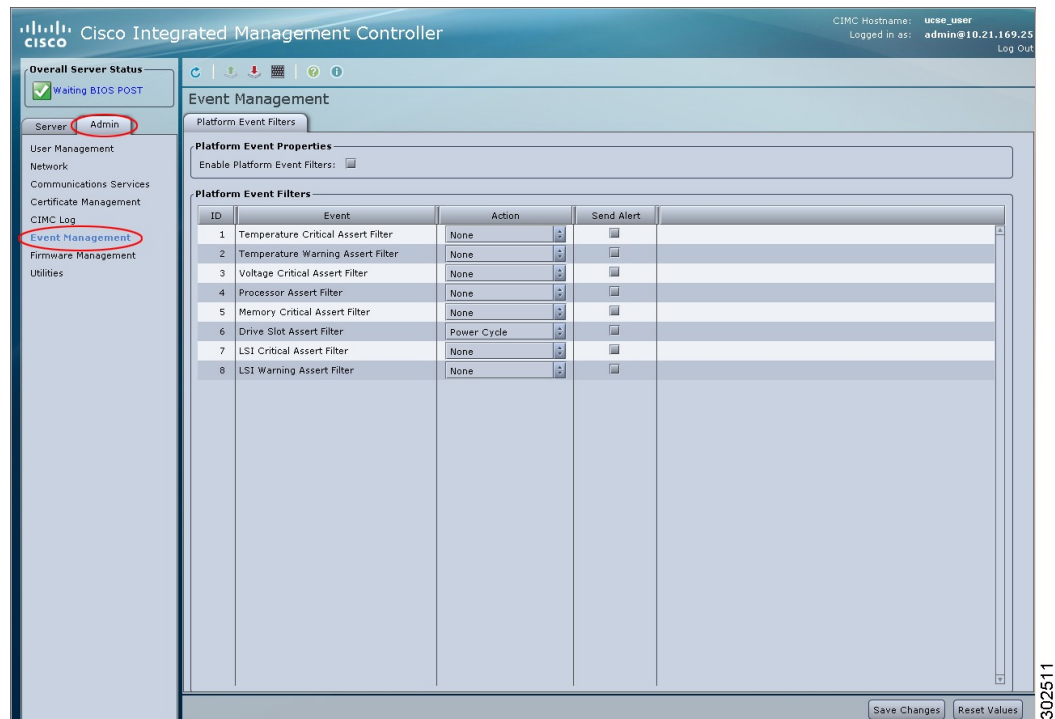 CISCO Cisco Integrated Management Controller
CIMC Hostname: ucse_user
Logged in as: admin@10.21.169.25
Log Out
Overall Server Status
Waiting BIOS POST
Server Admin
User Management
Network
Communications Services
Certificate Management
CIMC Log
Event Management
Firmware Management
Utilities
Event Management
Platform Event Filters
Platform Event Properties
Enable Platform Event Filters:
Platform Event Filters
ID Event Action Send Alert
1 Temperature Critical Assert Filter None
2 Temperature Warning Assert Filter None
3 Voltage Critical Assert Filter None
4 Processor Assert Filter None
5 Memory Critical Assert Filter None
6 Drive Slot Assert Filter Power Cycle
7 LSI Critical Assert Filter None
8 LSI Warning Assert Filter None
Save Changes Reset Values
302511